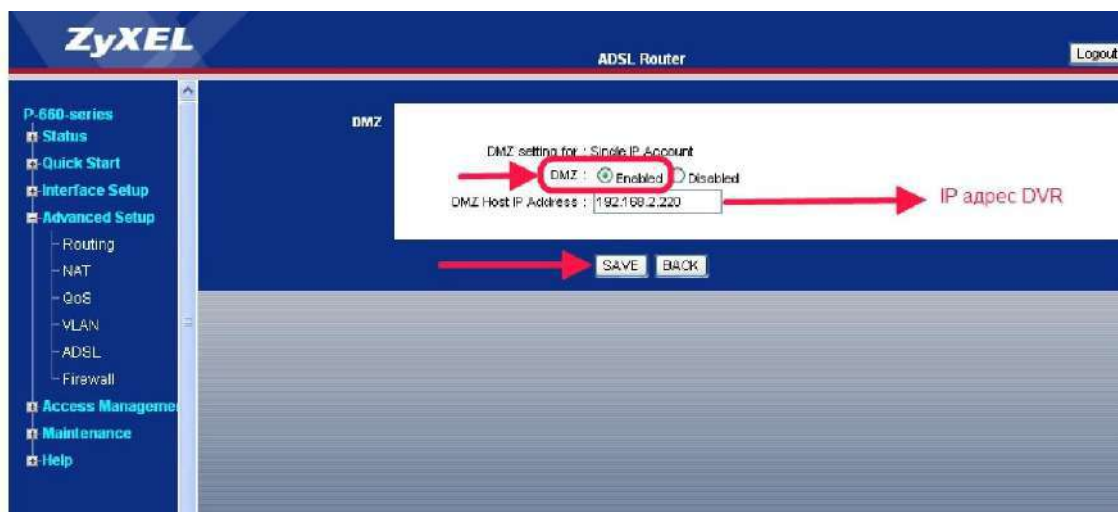 ZyXEL
ADSL Router
Logout
P-660-series
Status
Quick Start
Interface Setup
Advanced Setup
Routing
NAT
QoS
VLAN
ADSL
Firewall
Access Manageme
Maintenance
Help
DMZ
DMZ setting for : Single IP Account
DMZ : Enabled Disabled
DMZ Host IP Address : 192.168.2.220
IP адрес DVR
SAVE BACK